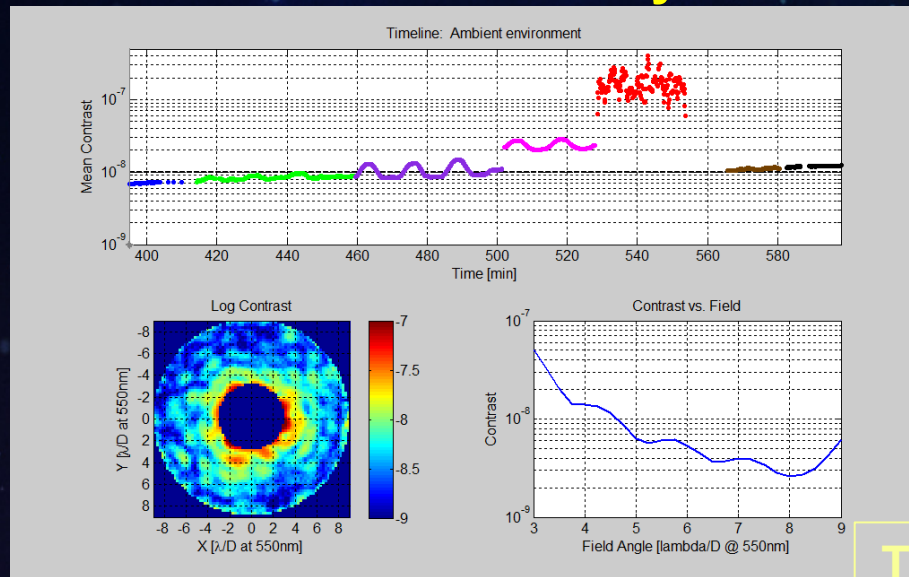 Timeline: Ambient environment
Mean Contrast
10^-7
10^-8
10^-9
400 420 440 460 480 500 520 540 560 580
Time [min]
Log Contrast
Y [λ/D at 550nm]
-8
-6
-4
-2
0
2
4
6
8
-8 -6 -4 -2 0 2 4 6 8
X [λ/D at 550nm]
-7
-7.5
-8
-8.5
-9
Contrast vs. Field
Contrast
10^-7
10^-8
10^-9
3 4 5 6 7 8 9
Field Angle [lambda/D @ 550nm]
T